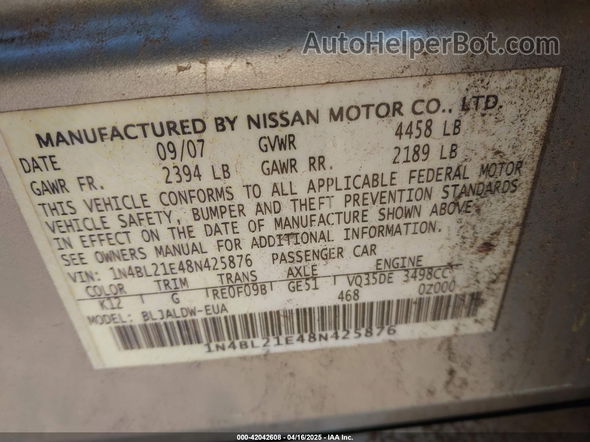 AutoHelperBot.com
MANUFACTURED BY NISSAN MOTOR CO., LTD.
DATE 09/07 GVWR 4458 LB
GAWR FR. 2394 LB GAWR RR. 2189 LB
THIS VEHICLE CONFORMS TO ALL APPLICABLE FEDERAL MOTOR
VEHICLE SAFETY, BUMPER AND THEFT PREVENTION STANDARDS
IN EFFECT ON THE DATE OF MANUFACTURE SHOWN ABOVE.
SEE OWNERS MANUAL FOR ADDITIONAL INFORMATION.
VIN: 1N4BL21E48N425876 PASSENGER CAR
COLOR TRIM TRANS AXLE ENGINE
K12 G RE0F09B GE51 VQ35DE 3498CC
MODEL: BLJALDW-EUA 468 0Z000
1N4BL21E48N425876
000-42042608 - 04/16/2025 - IAA Inc.